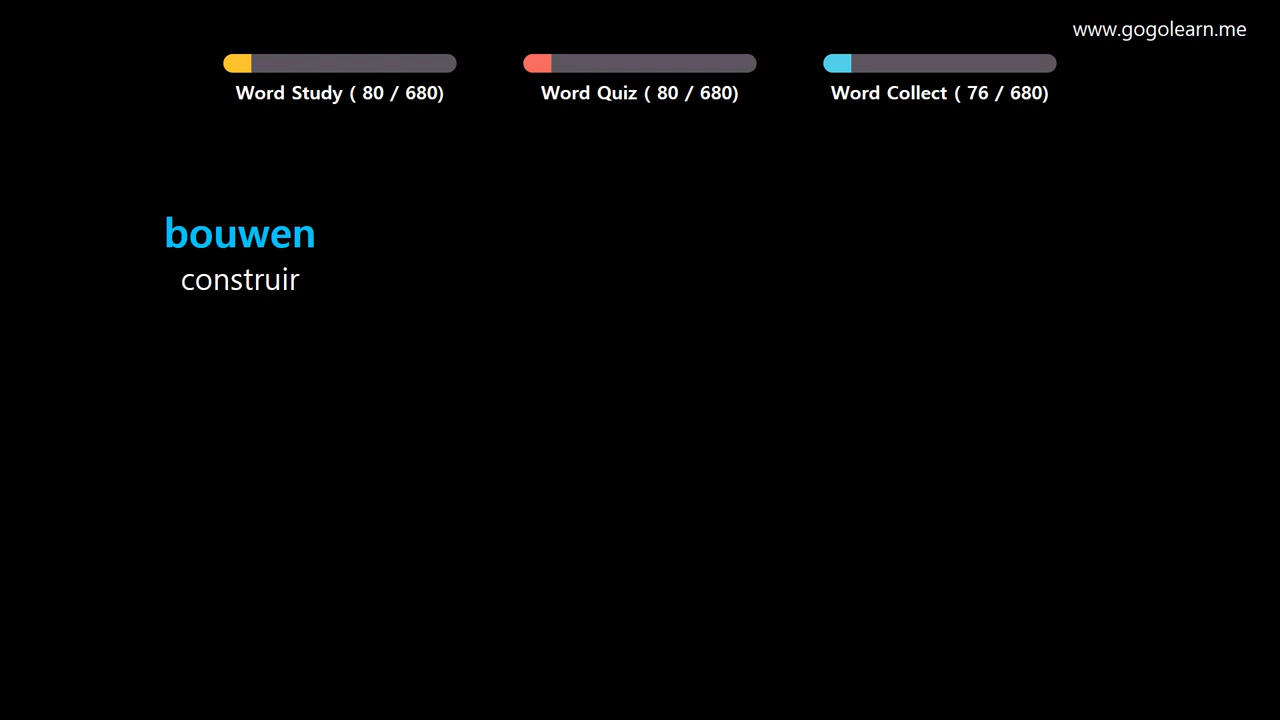 www.gogolearn.me
Word Study ( 80 / 680)
Word Quiz ( 80 / 680)
Word Collect ( 76 / 680)
bouwen
construir